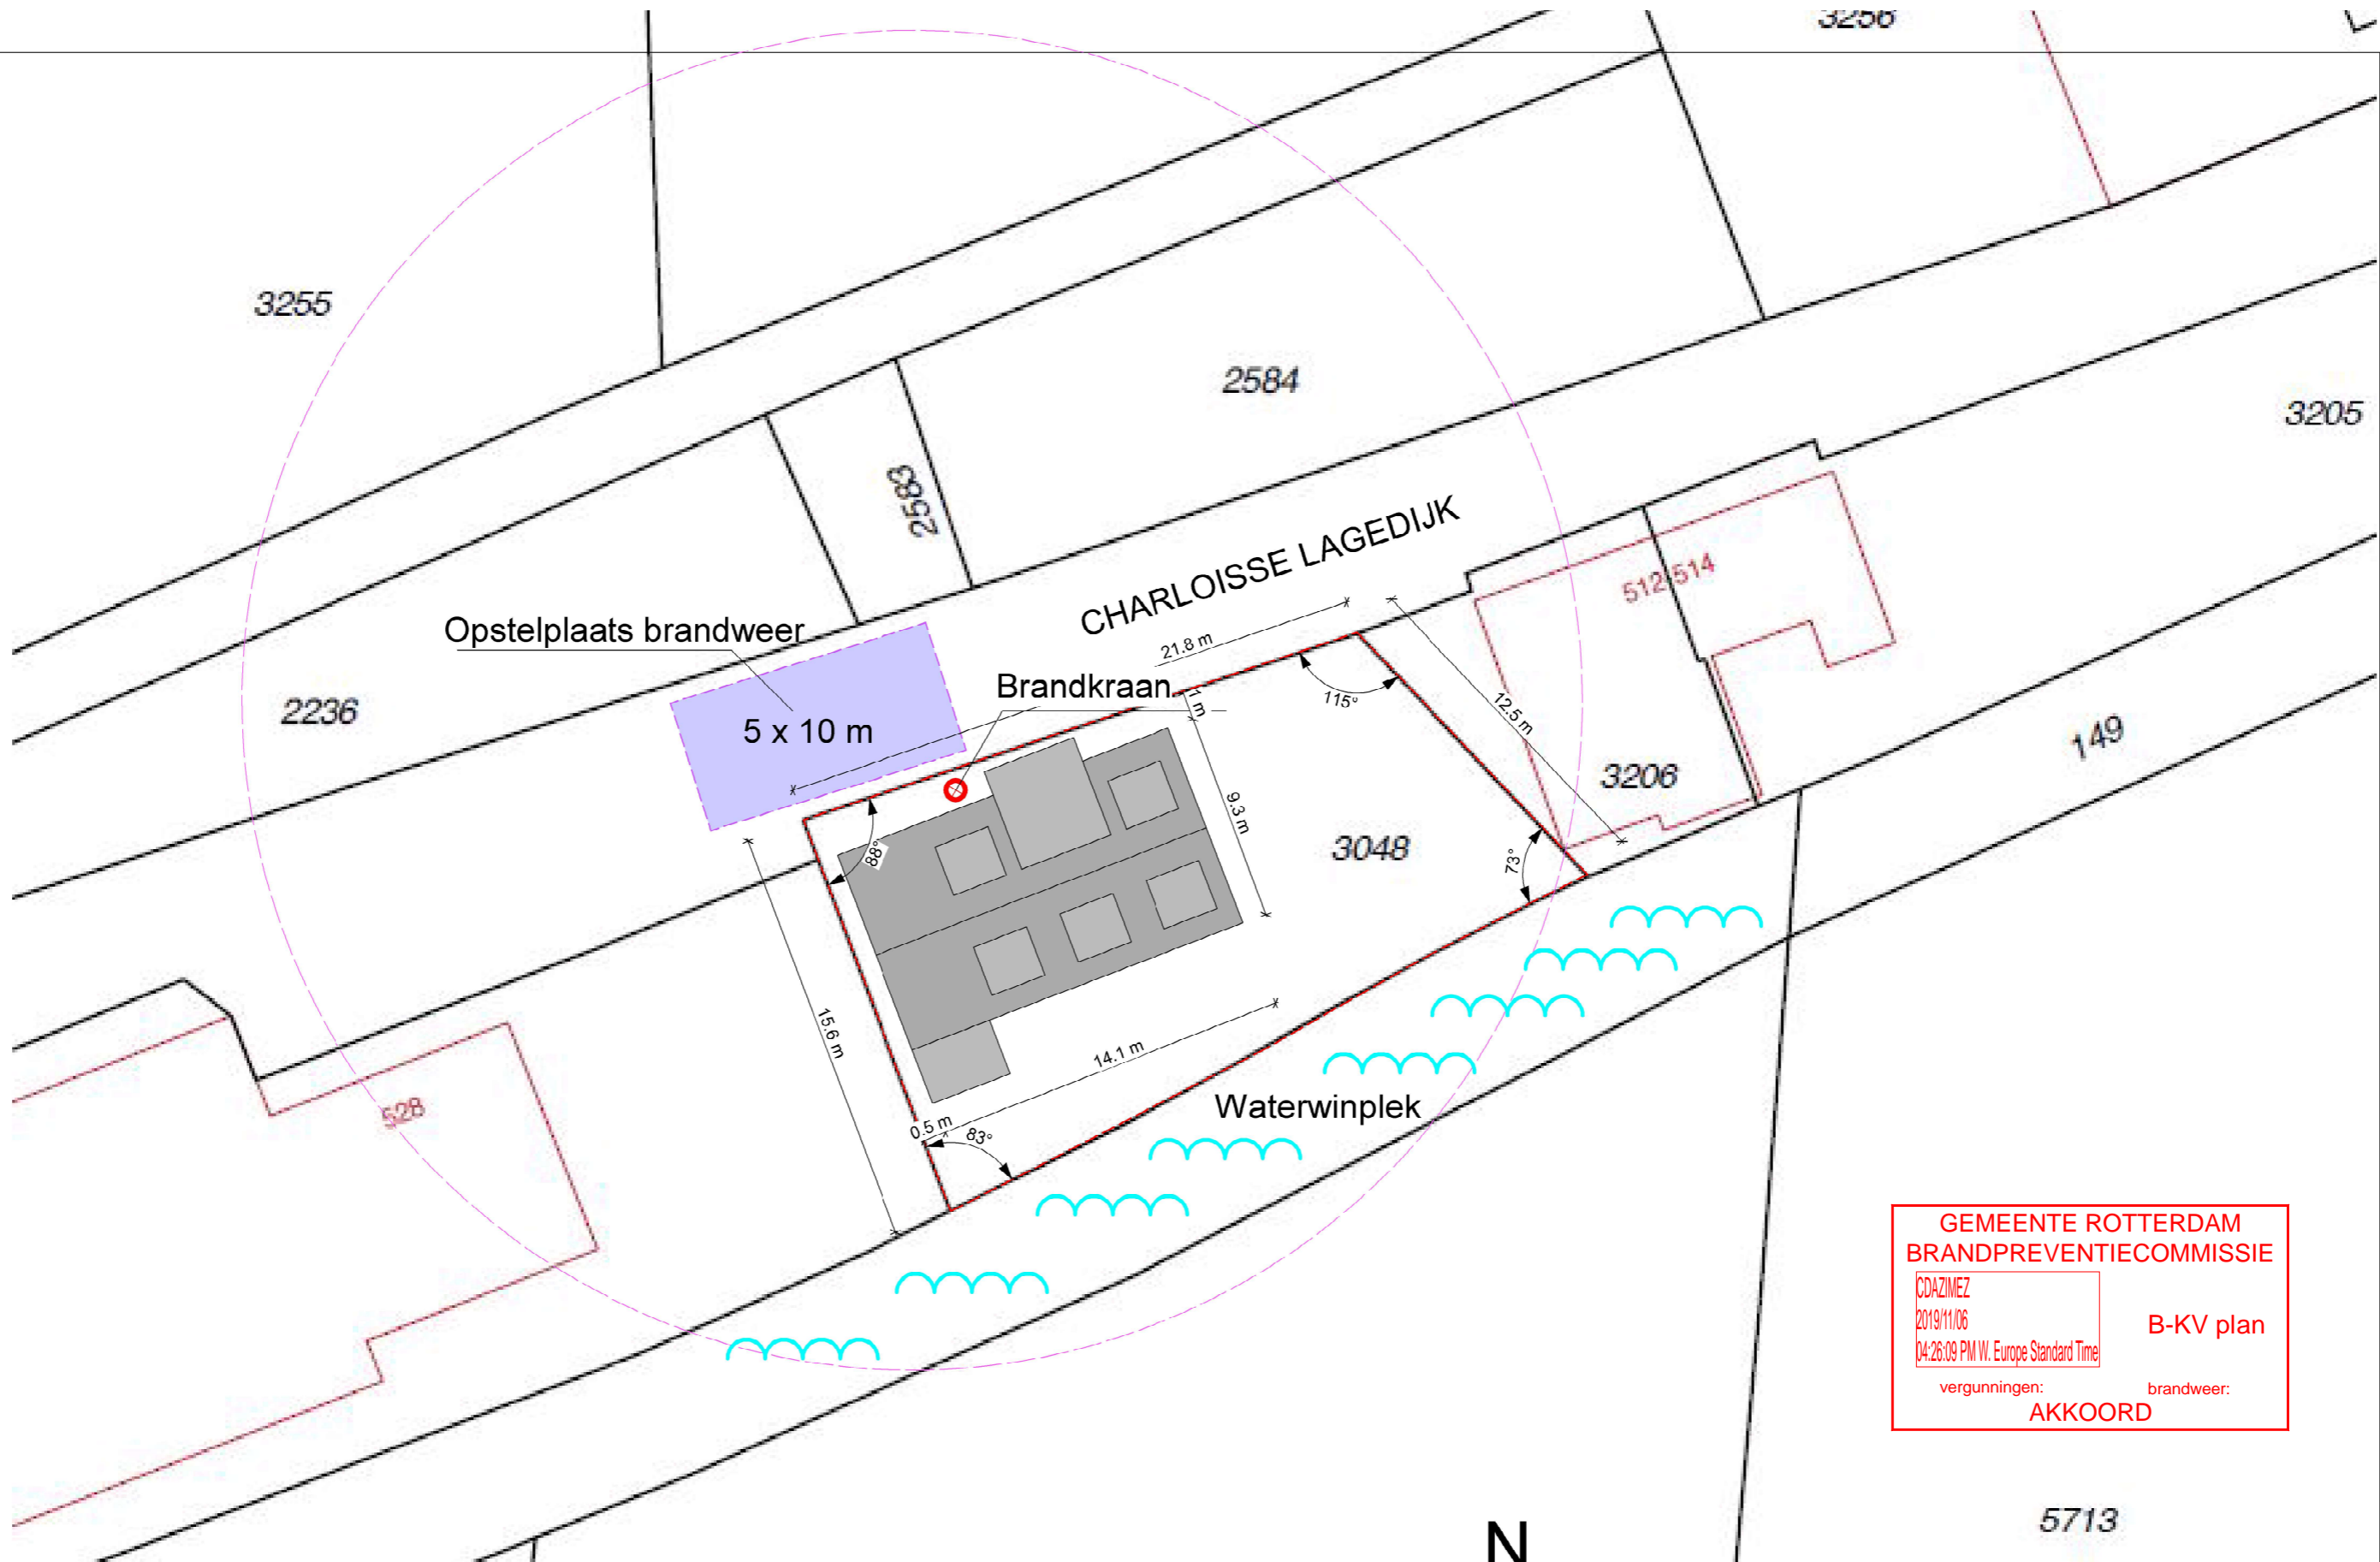 3256
3255
2584
3205
2583
CHARLOISSE LAGEDIJK
512 514
Opstelplaats brandweer
21.8 m
Brandkraan
1 m
115°
12.5 m
2236
5 x 10 m
149
3206
9.3 m
88°
3048
73°
15.6 m
14.1 m
528
Waterwinplek
0.5 m
83°
GEMEENTE ROTTERDAM
BRANDPREVENTIECOMMISSIE
CDAZIMEZ
2019/11/06
B-KV plan
04:26:09 PM W. Europe Standard Time
vergunningen: brandweer:
AKKOORD
5713
N